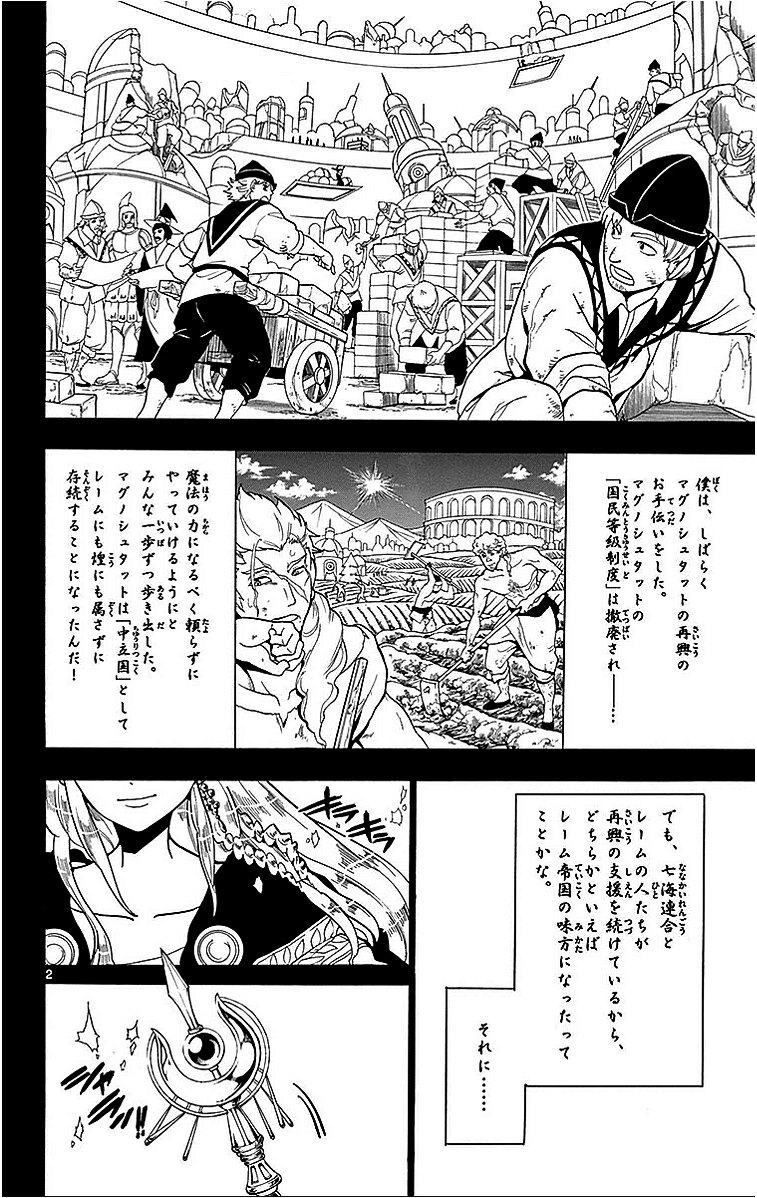 僕は、しばらく
マグノシュタットの再興の
お手伝いをした。
マグノシュタットの
「国民等級制度」は撤廃され――…。
魔法の力になるべく頼らずに
やっていけるようにと
みんな一歩ずつ歩き出した。
マグノシュタットは「中立国」として
レームにも煌にも属さずに
存続することになったんだ！
でも、七海連合と
レームの人たちが
再興の支援を続けているから、
どちらかといえば
レーム帝国の味方になったって
ことかな。
それに……
キラ
キラ
2
シャララ!!